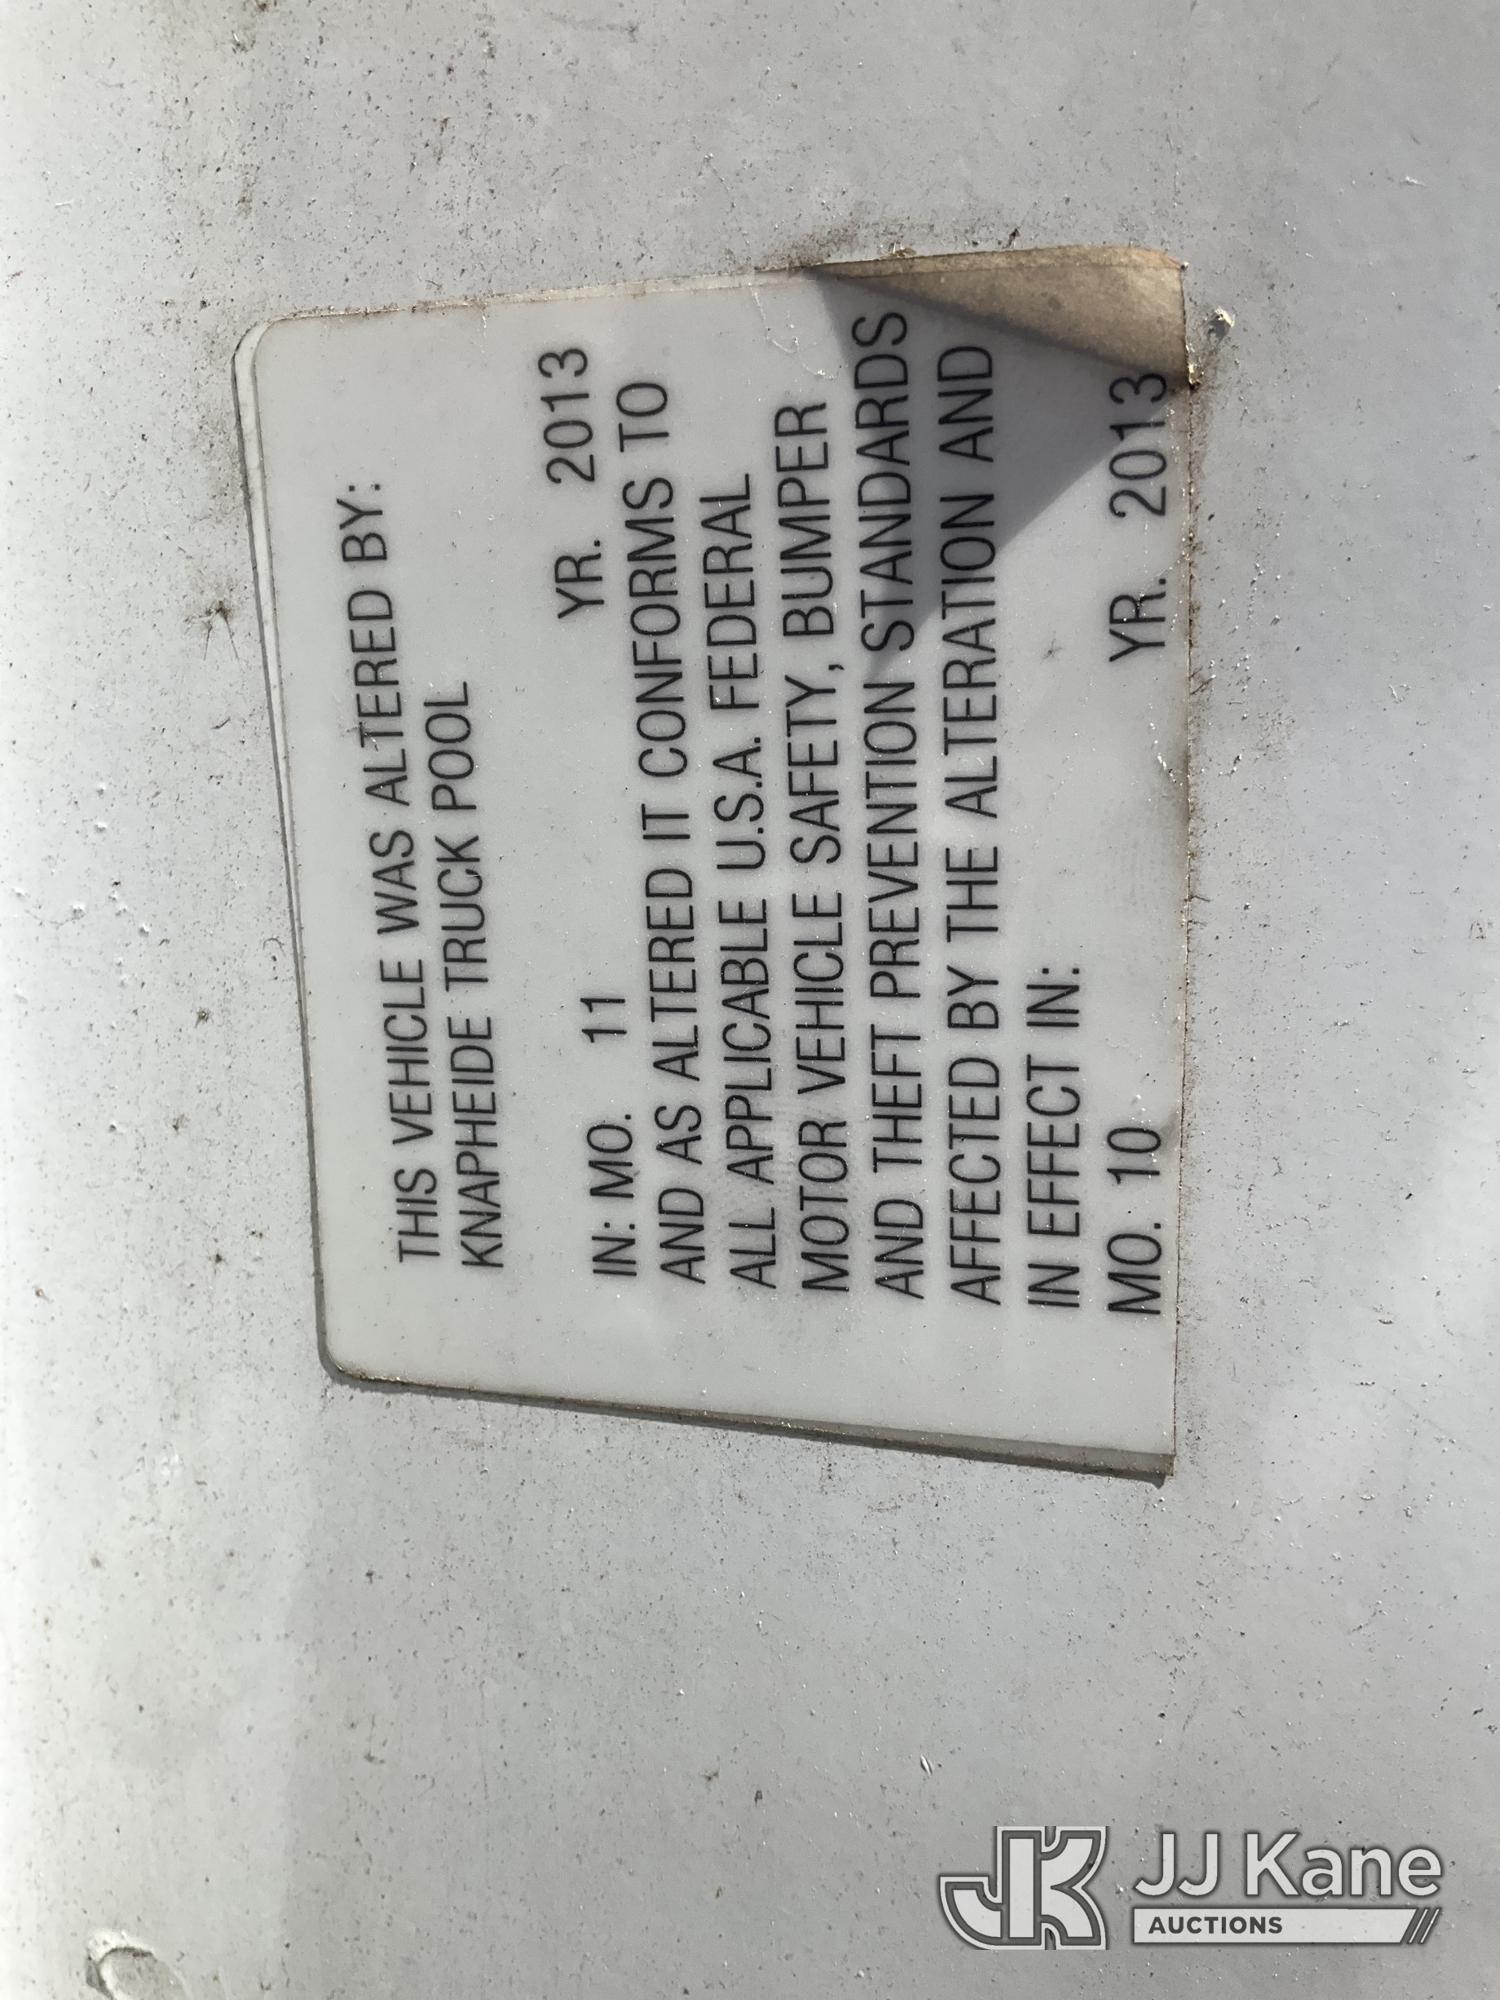 THIS VEHICLE WAS ALTERED BY:
KNAPHEIDE TRUCK POOL
IN: MO. 11 YR. 2013
AND AS ALTERED IT CONFORMS TO
ALL APPLICABLE U.S.A. FEDERAL
MOTOR VEHICLE SAFETY, BUMPER
AND THEFT PREVENTION STANDARDS
AFFECTED BY THE ALTERATION AND
IN EFFECT IN:
MO. 10 YR. 2013
JK JJ Kane
AUCTIONS